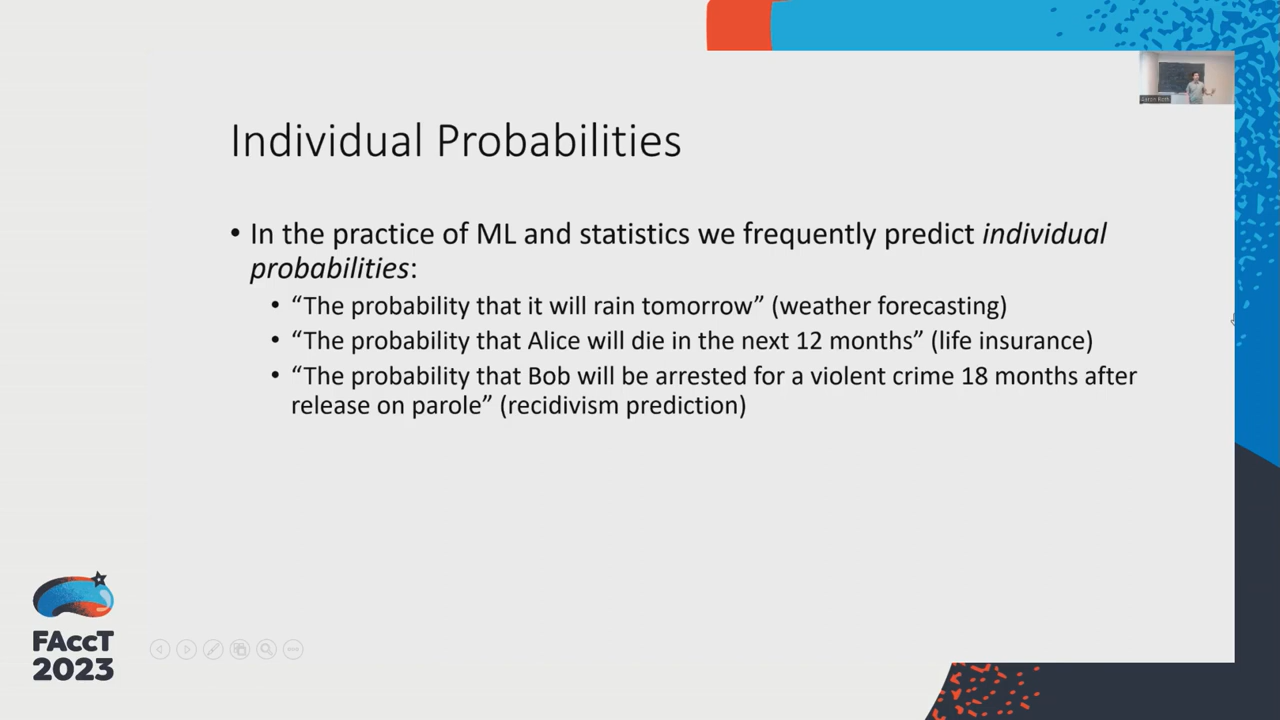 Aaron Roth
Individual Probabilities
• In the practice of ML and statistics we frequently predict individual
probabilities:
• “The probability that it will rain tomorrow” (weather forecasting)
• “The probability that Alice will die in the next 12 months” (life insurance)
• “The probability that Bob will be arrested for a violent crime 18 months after
release on parole” (recidivism prediction)
FAccT
2023